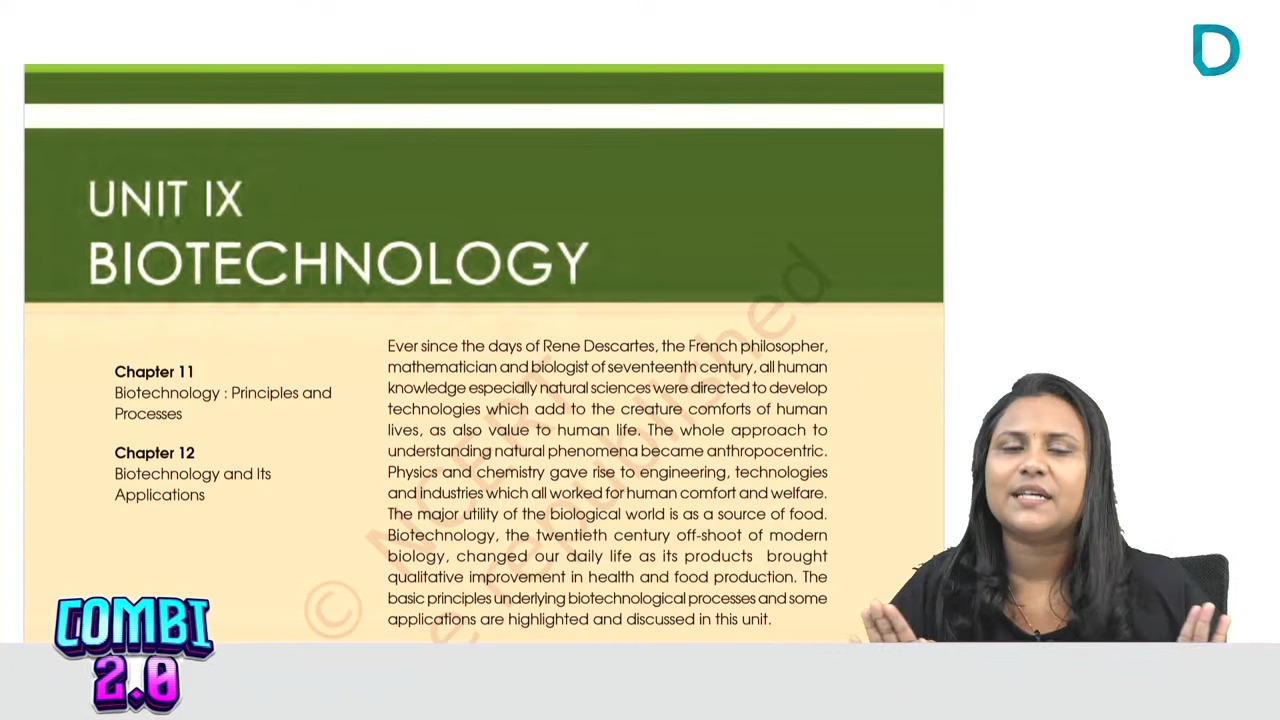 D
UNIT IX
BIOTECHNOLOGY
Chapter 11
Biotechnology : Principles and
Processes
Chapter 12
Biotechnology and Its
Applications
Ever since the days of Rene Descartes, the French philosopher,
mathematician and biologist of seventeenth century, all human
knowledge especially natural sciences were directed to develop
technologies which add to the creature comforts of human
lives, as also value to human life. The whole approach to
understanding natural phenomena became anthropocentric.
Physics and chemistry gave rise to engineering, technologies
and industries which all worked for human comfort and welfare.
The major utility of the biological world is as a source of food.
Biotechnology, the twentieth century off-shoot of modern
biology, changed our daily life as its products brought
qualitative improvement in health and food production. The
basic principles underlying biotechnological processes and some
applications are highlighted and discussed in this unit.
© NCERT
republished
COMBI
2.0